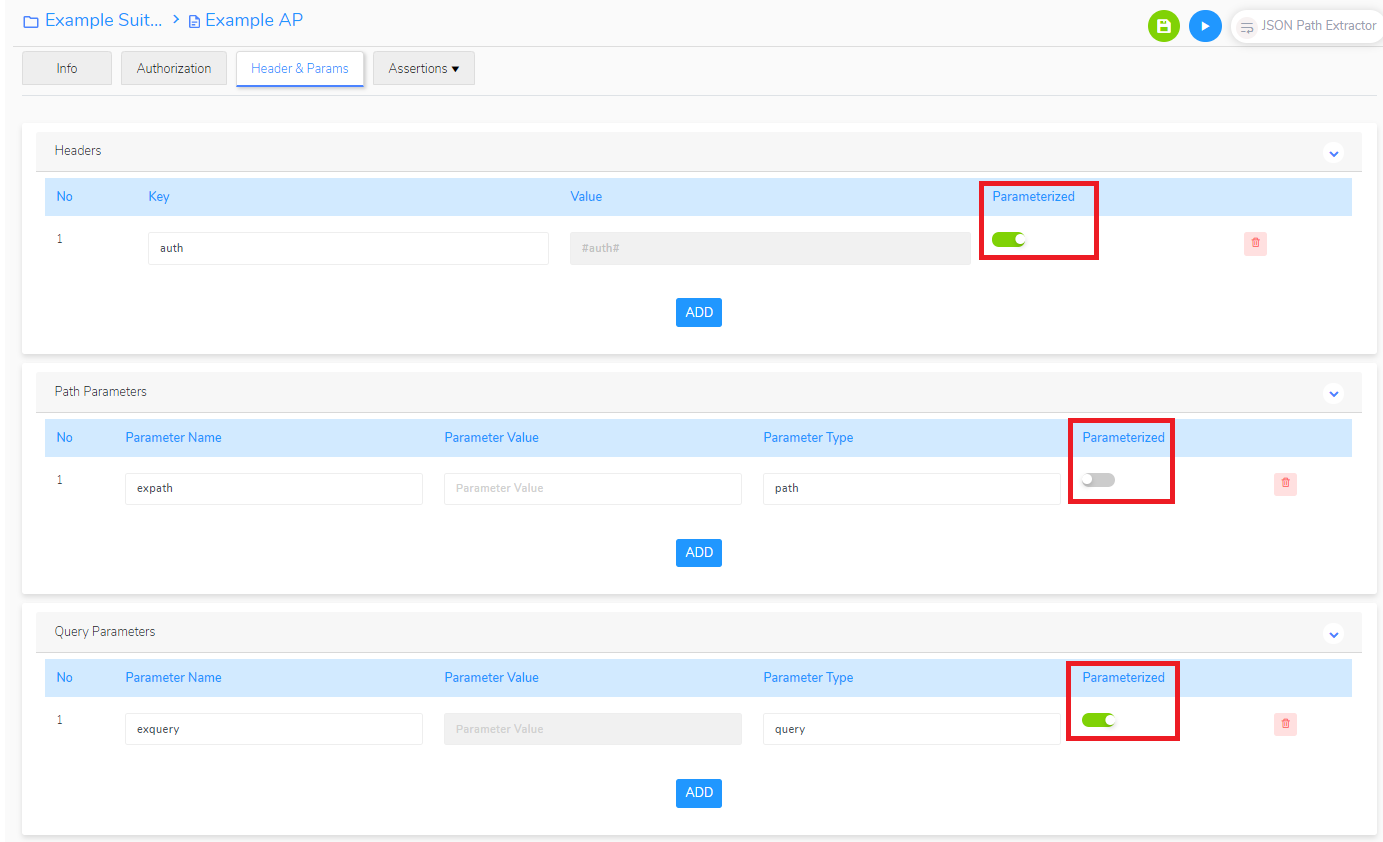 Example Suit... > Example AP
JSON Path Extractor
Info Authorization Header & Params Assertions ▼
Headers
No Key Value Parameterized
1 auth #auth#
ADD
Path Parameters
No Parameter Name Parameter Value Parameter Type Parameterized
1 expath Parameter Value path
ADD
Query Parameters
No Parameter Name Parameter Value Parameter Type Parameterized
1 exquery Parameter Value query
ADD